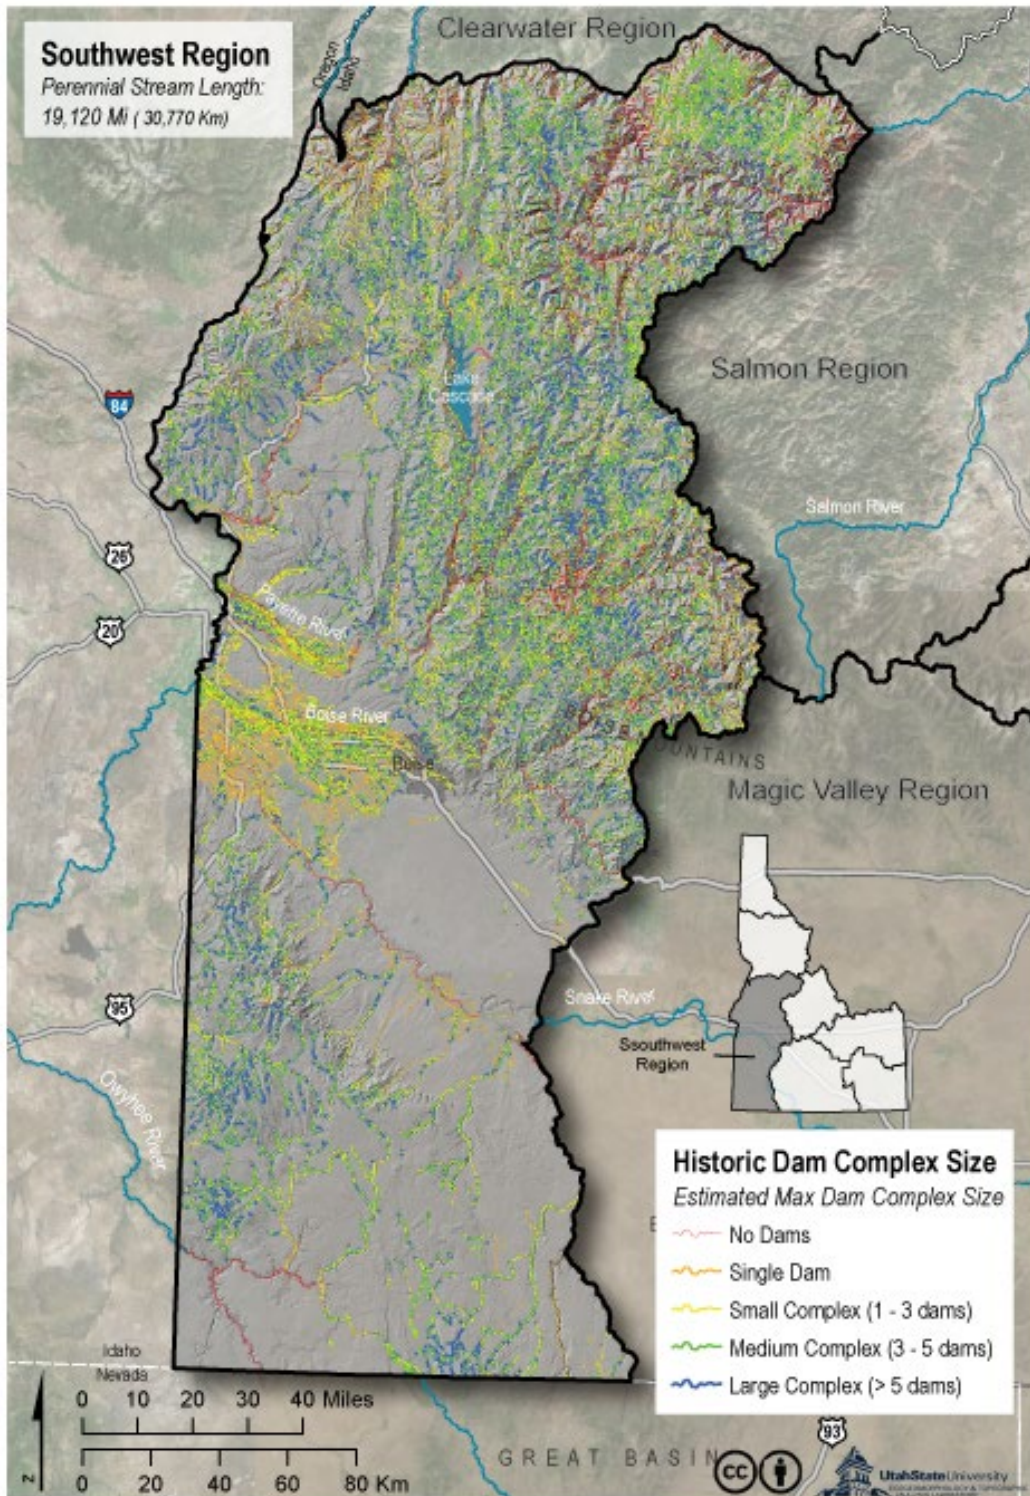 Southwest Region
Perennial Stream Length:
19,120 Mi ( 30,770 Km)
Oregon
Idaho
Clearwater Region
Salmon Region
Lake
Cascade
84
Salmon River
26
20
Payette River
Boise River
Boise
BOISE MOUNTAINS
Magic Valley Region
Snake River
95
Ssouthwest
Region
Owyhee River
Historic Dam Complex Size
Estimated Max Dam Complex Size
No Dams
Single Dam
Small Complex (1 - 3 dams)
Medium Complex (3 - 5 dams)
Large Complex (> 5 dams)
Idaho
Nevada
0 10 20 30 40 Miles
0 20 40 60 80 Km
z
93
GREAT BASIN
cc
UtahStateUniversity